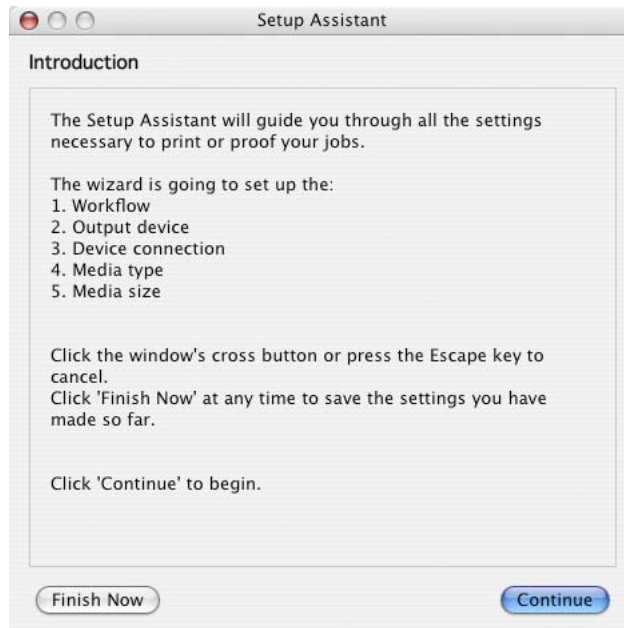 Setup Assistant
Introduction
The Setup Assistant will guide you through all the settings
necessary to print or proof your jobs.
The wizard is going to set up the:
1. Workflow
2. Output device
3. Device connection
4. Media type
5. Media size
Click the window's cross button or press the Escape key to
cancel.
Click 'Finish Now' at any time to save the settings you have
made so far.
Click 'Continue' to begin.
Finish Now
Continue